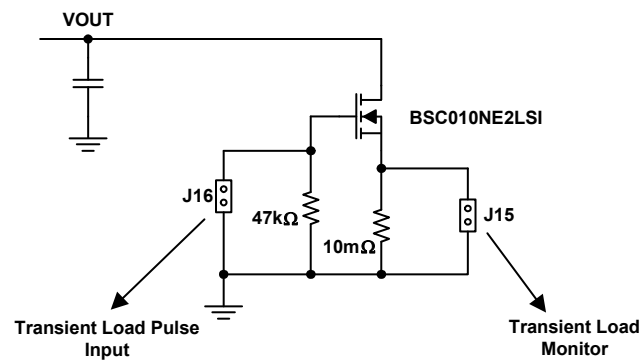 VOUT
BSC010NE2LSI
J16
47kΩ
10mΩ
J15
Transient Load Pulse
Input
Transient Load
Monitor